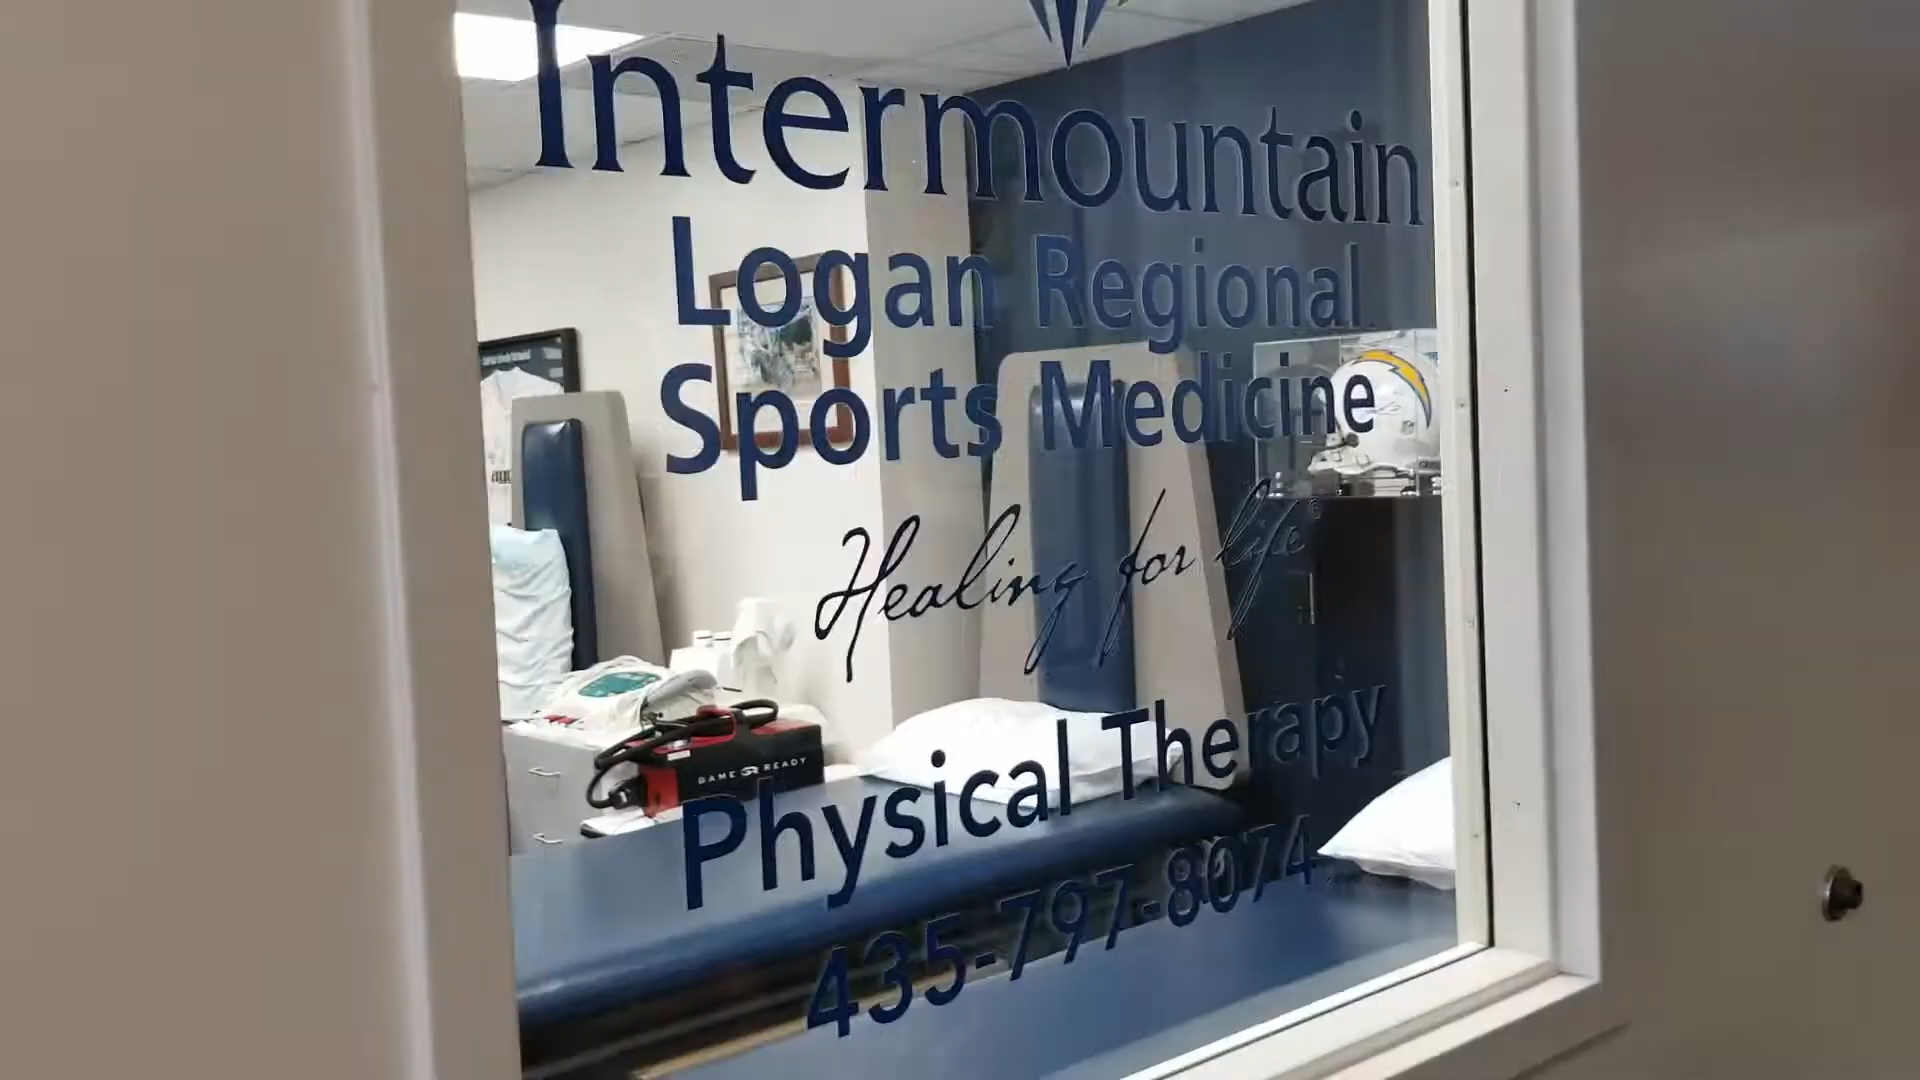 Intermountain
Logan Regional
Sports Medicine
Healing for life®
GAME READY
Physical Therapy
435-797-8074